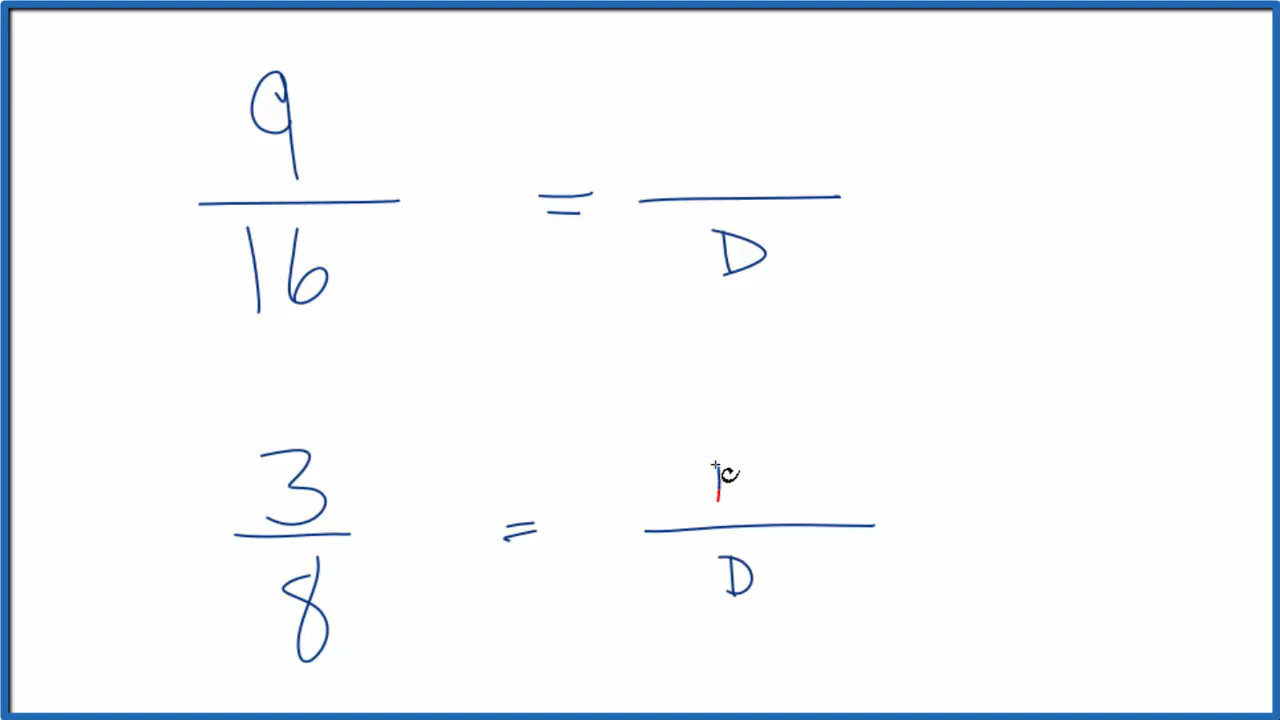 9
16 = D
3
8 = D